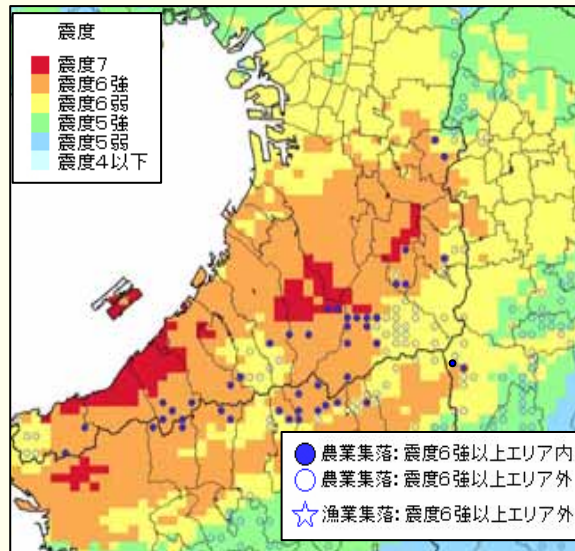 震度
震度7
震度6強
震度6弱
震度5強
震度5弱
震度4以下
農業集落：震度6強以上エリア内
農業集落：震度6強以上エリア外
漁業集落：震度6強以上エリア外